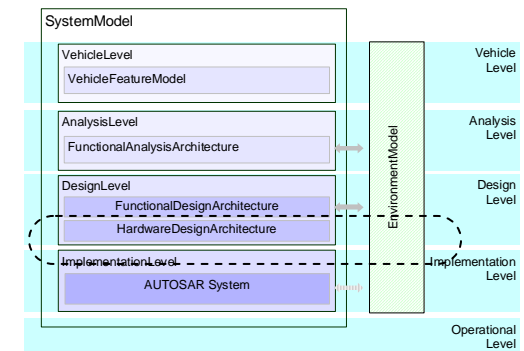 SystemModel
VehicleLevel
VehicleFeatureModel
Vehicle
Level
AnalysisLevel
FunctionalAnalysisArchitecture
Analysis
Level
EnvironmentModel
DesignLevel
FunctionalDesignArchitecture
HardwareDesignArchitecture
Design
Level
ImplementationLevel
AUTOSAR System
Implementation
Level
Operational
Level